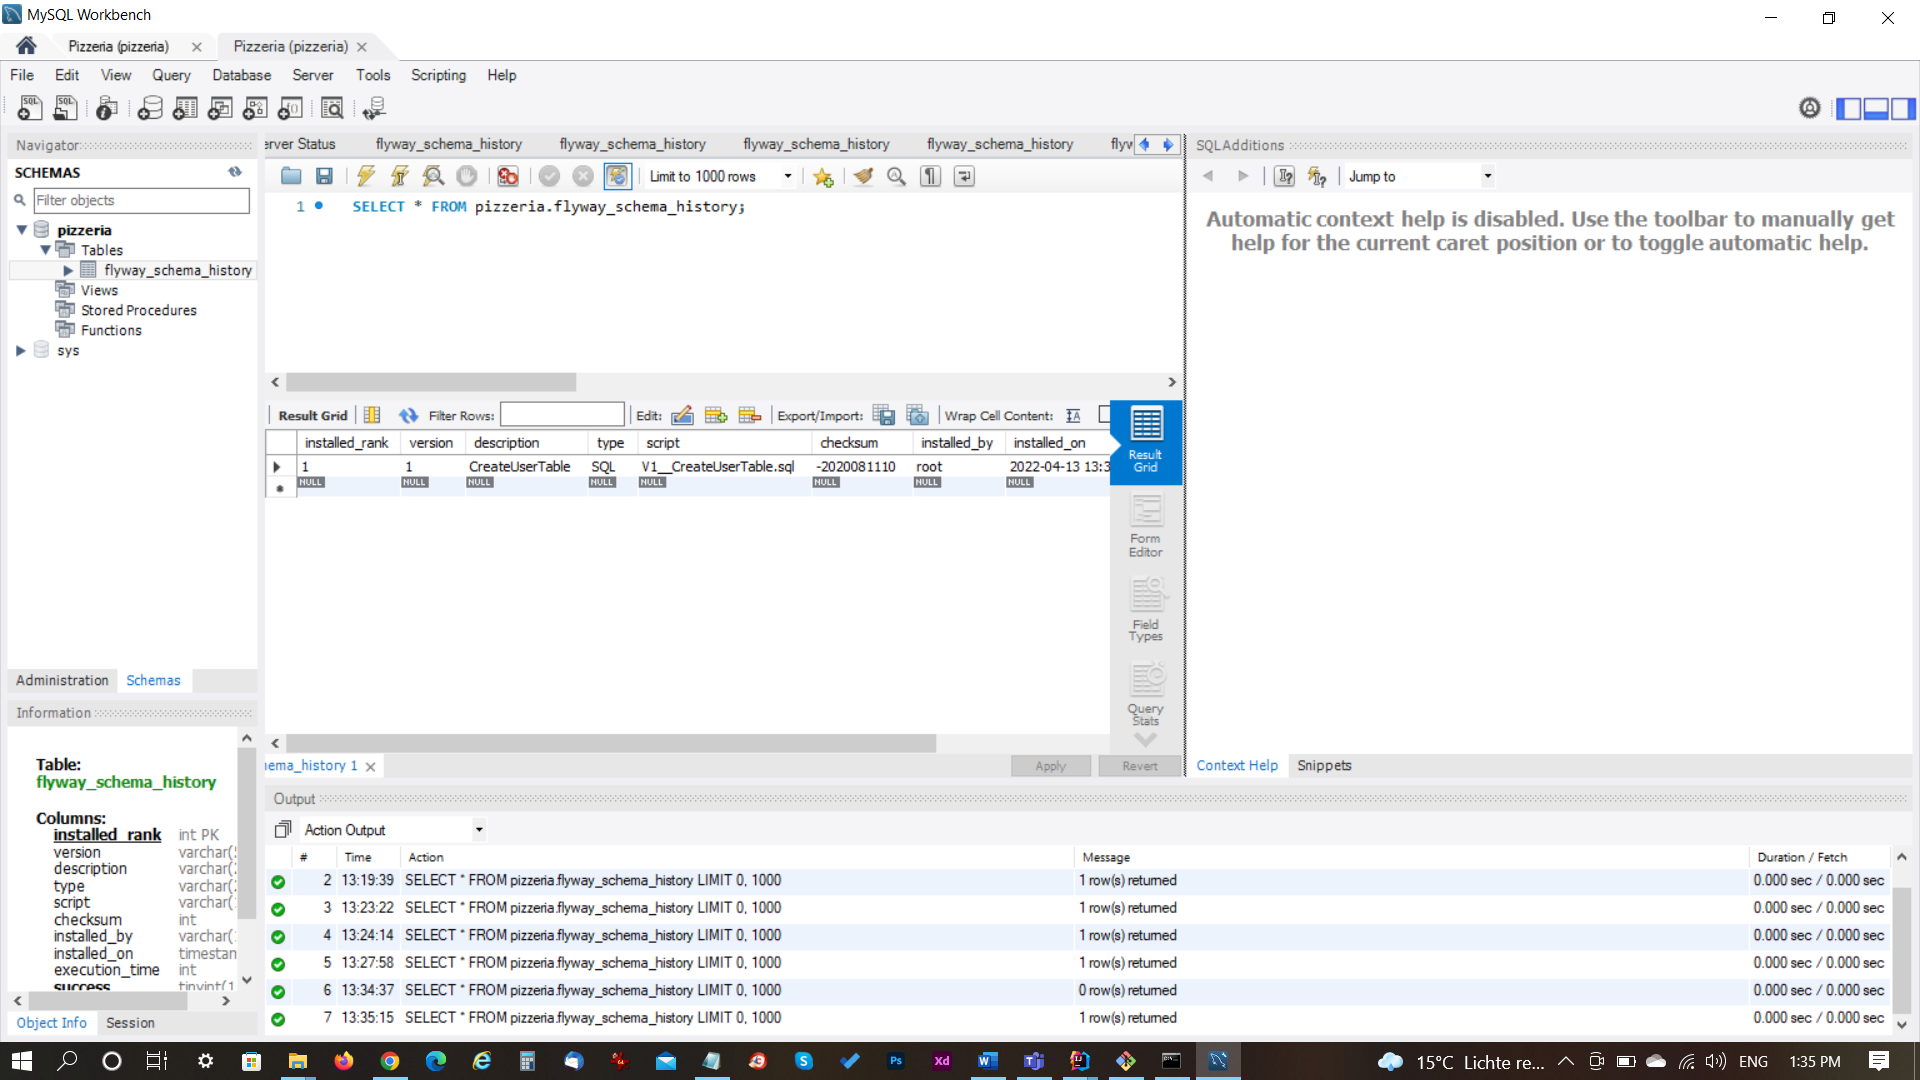 MySQL Workbench
Pizzeria (pizzeria)
Pizzeria (pizzeria)
File Edit View Query Database Server Tools Scripting Help
Navigator
SCHEMAS
Filter objects
pizzeria
Tables
flyway_schema_history
Views
Stored Procedures
Functions
sys
Administration Schemas
Information
Table:
flyway_schema_history
Columns:
installed_rank int PK
version varchar(
description varchar(
type varchar(
script varchar(
checksum int
installed_by varchar(
installed_on timestan
execution_time int
success tinyint(1
Object Info Session
erver Status flyway_schema_history flyway_schema_history flyway_schema_history flyway_schema_history flyw
Limit to 1000 rows
1 SELECT * FROM pizzeria.flyway_schema_history;
Result Grid Filter Rows: Edit: Export/Import: Wrap Cell Content:
installed_rank version description type script checksum installed_by installed_on
1 1 CreateUserTable SQL V1__CreateUserTable.sql -2020081110 root 2022-04-13 13:3
NULL NULL NULL NULL NULL NULL NULL NULL
Result
Grid
Form
Editor
Field
Types
Query
Stats
hema_history 1
Apply Revert
SQLAdditions
Jump to
Automatic context help is disabled. Use the toolbar to manually get
help for the current caret position or to toggle automatic help.
Context Help Snippets
Output
Action Output
# Time Action Message Duration / Fetch
2 13:19:39 SELECT * FROM pizzeria.flyway_schema_history LIMIT 0, 1000 1 row(s) returned 0.000 sec / 0.000 sec
3 13:23:22 SELECT * FROM pizzeria.flyway_schema_history LIMIT 0, 1000 1 row(s) returned 0.000 sec / 0.000 sec
4 13:24:14 SELECT * FROM pizzeria.flyway_schema_history LIMIT 0, 1000 1 row(s) returned 0.000 sec / 0.000 sec
5 13:27:58 SELECT * FROM pizzeria.flyway_schema_history LIMIT 0, 1000 1 row(s) returned 0.000 sec / 0.000 sec
6 13:34:37 SELECT * FROM pizzeria.flyway_schema_history LIMIT 0, 1000 0 row(s) returned 0.000 sec / 0.000 sec
7 13:35:15 SELECT * FROM pizzeria.flyway_schema_history LIMIT 0, 1000 1 row(s) returned 0.000 sec / 0.000 sec
15°C Lichte re... ENG 1:35 PM